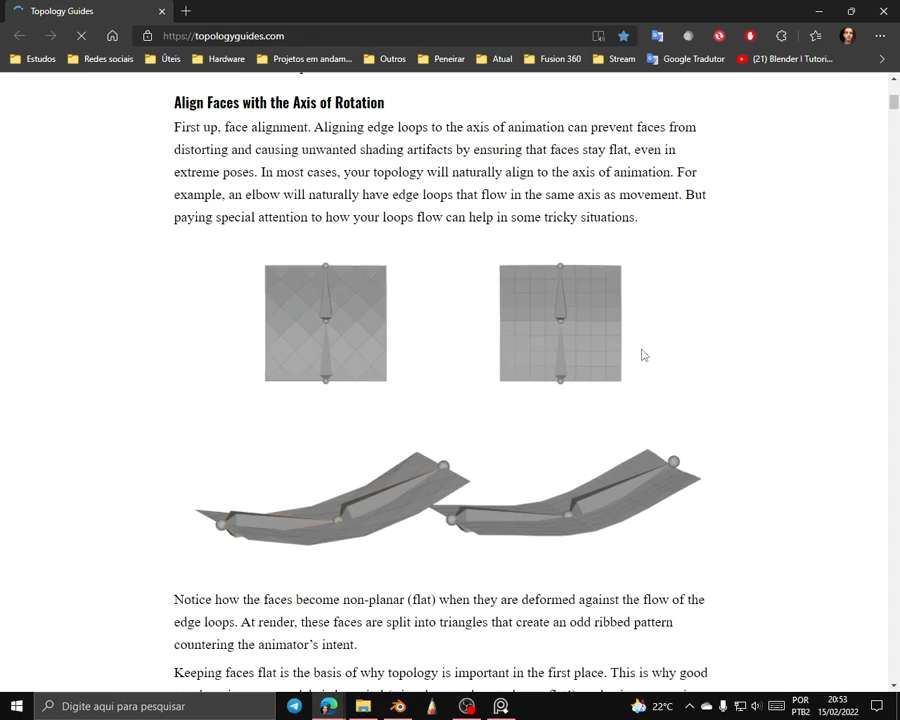 Topology Guides
https://topologyguides.com
Estudos Redes sociais Úteis Hardware Projetos em andam... Outros Peneirar Atual Fusion 360 Stream Google Tradutor (21) Blender l Tutori...
Align Faces with the Axis of Rotation
First up, face alignment. Aligning edge loops to the axis of animation can prevent faces from
distorting and causing unwanted shading artifacts by ensuring that faces stay flat, even in
extreme poses. In most cases, your topology will naturally align to the axis of animation. For
example, an elbow will naturally have edge loops that flow in the same axis as movement. But
paying special attention to how your loops flow can help in some tricky situations.
Notice how the faces become non-planar (flat) when they are deformed against the flow of the
edge loops. At render, these faces are split into triangles that create an odd ribbed pattern
countering the animator's intent.
Keeping faces flat is the basis of why topology is important in the first place. This is why good
Digite aqui para pesquisar
22°C
POR
PTB2
20:53
15/02/2022